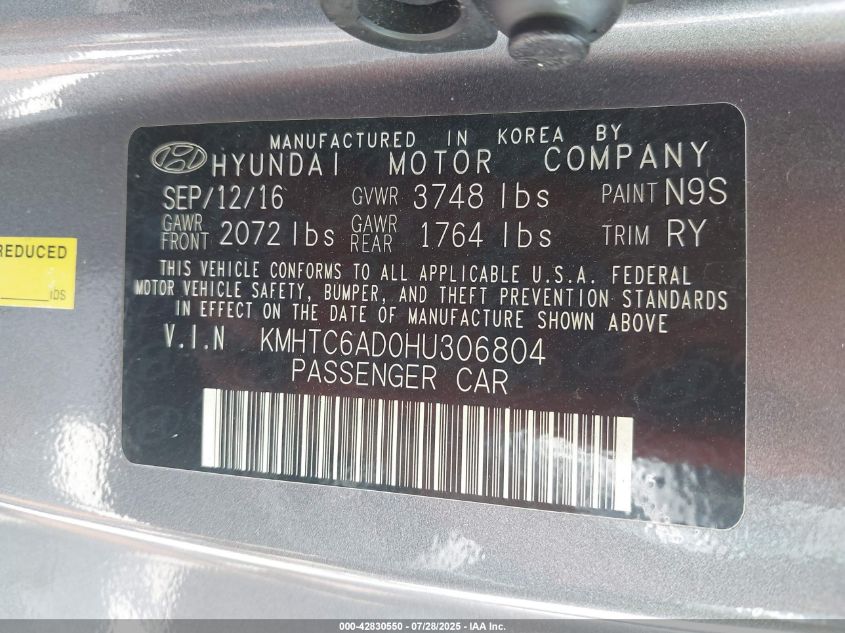 MANUFACTURED IN KOREA BY
HYUNDAI MOTOR COMPANY
SEP/12/16 GVWR 3748 lbs PAINT N9S
GAWR FRONT 2072 lbs GAWR REAR 1764 lbs TRIM RY
THIS VEHICLE CONFORMS TO ALL APPLICABLE U.S.A. FEDERAL
MOTOR VEHICLE SAFETY, BUMPER, AND THEFT PREVENTION STANDARDS
IN EFFECT ON THE DATE OF MANUFACTURE SHOWN ABOVE
V.I.N KMHTC6AD0HU306804
PASSENGER CAR
REDUCED
000-42830550 - 07/28/2025 - IAA Inc.